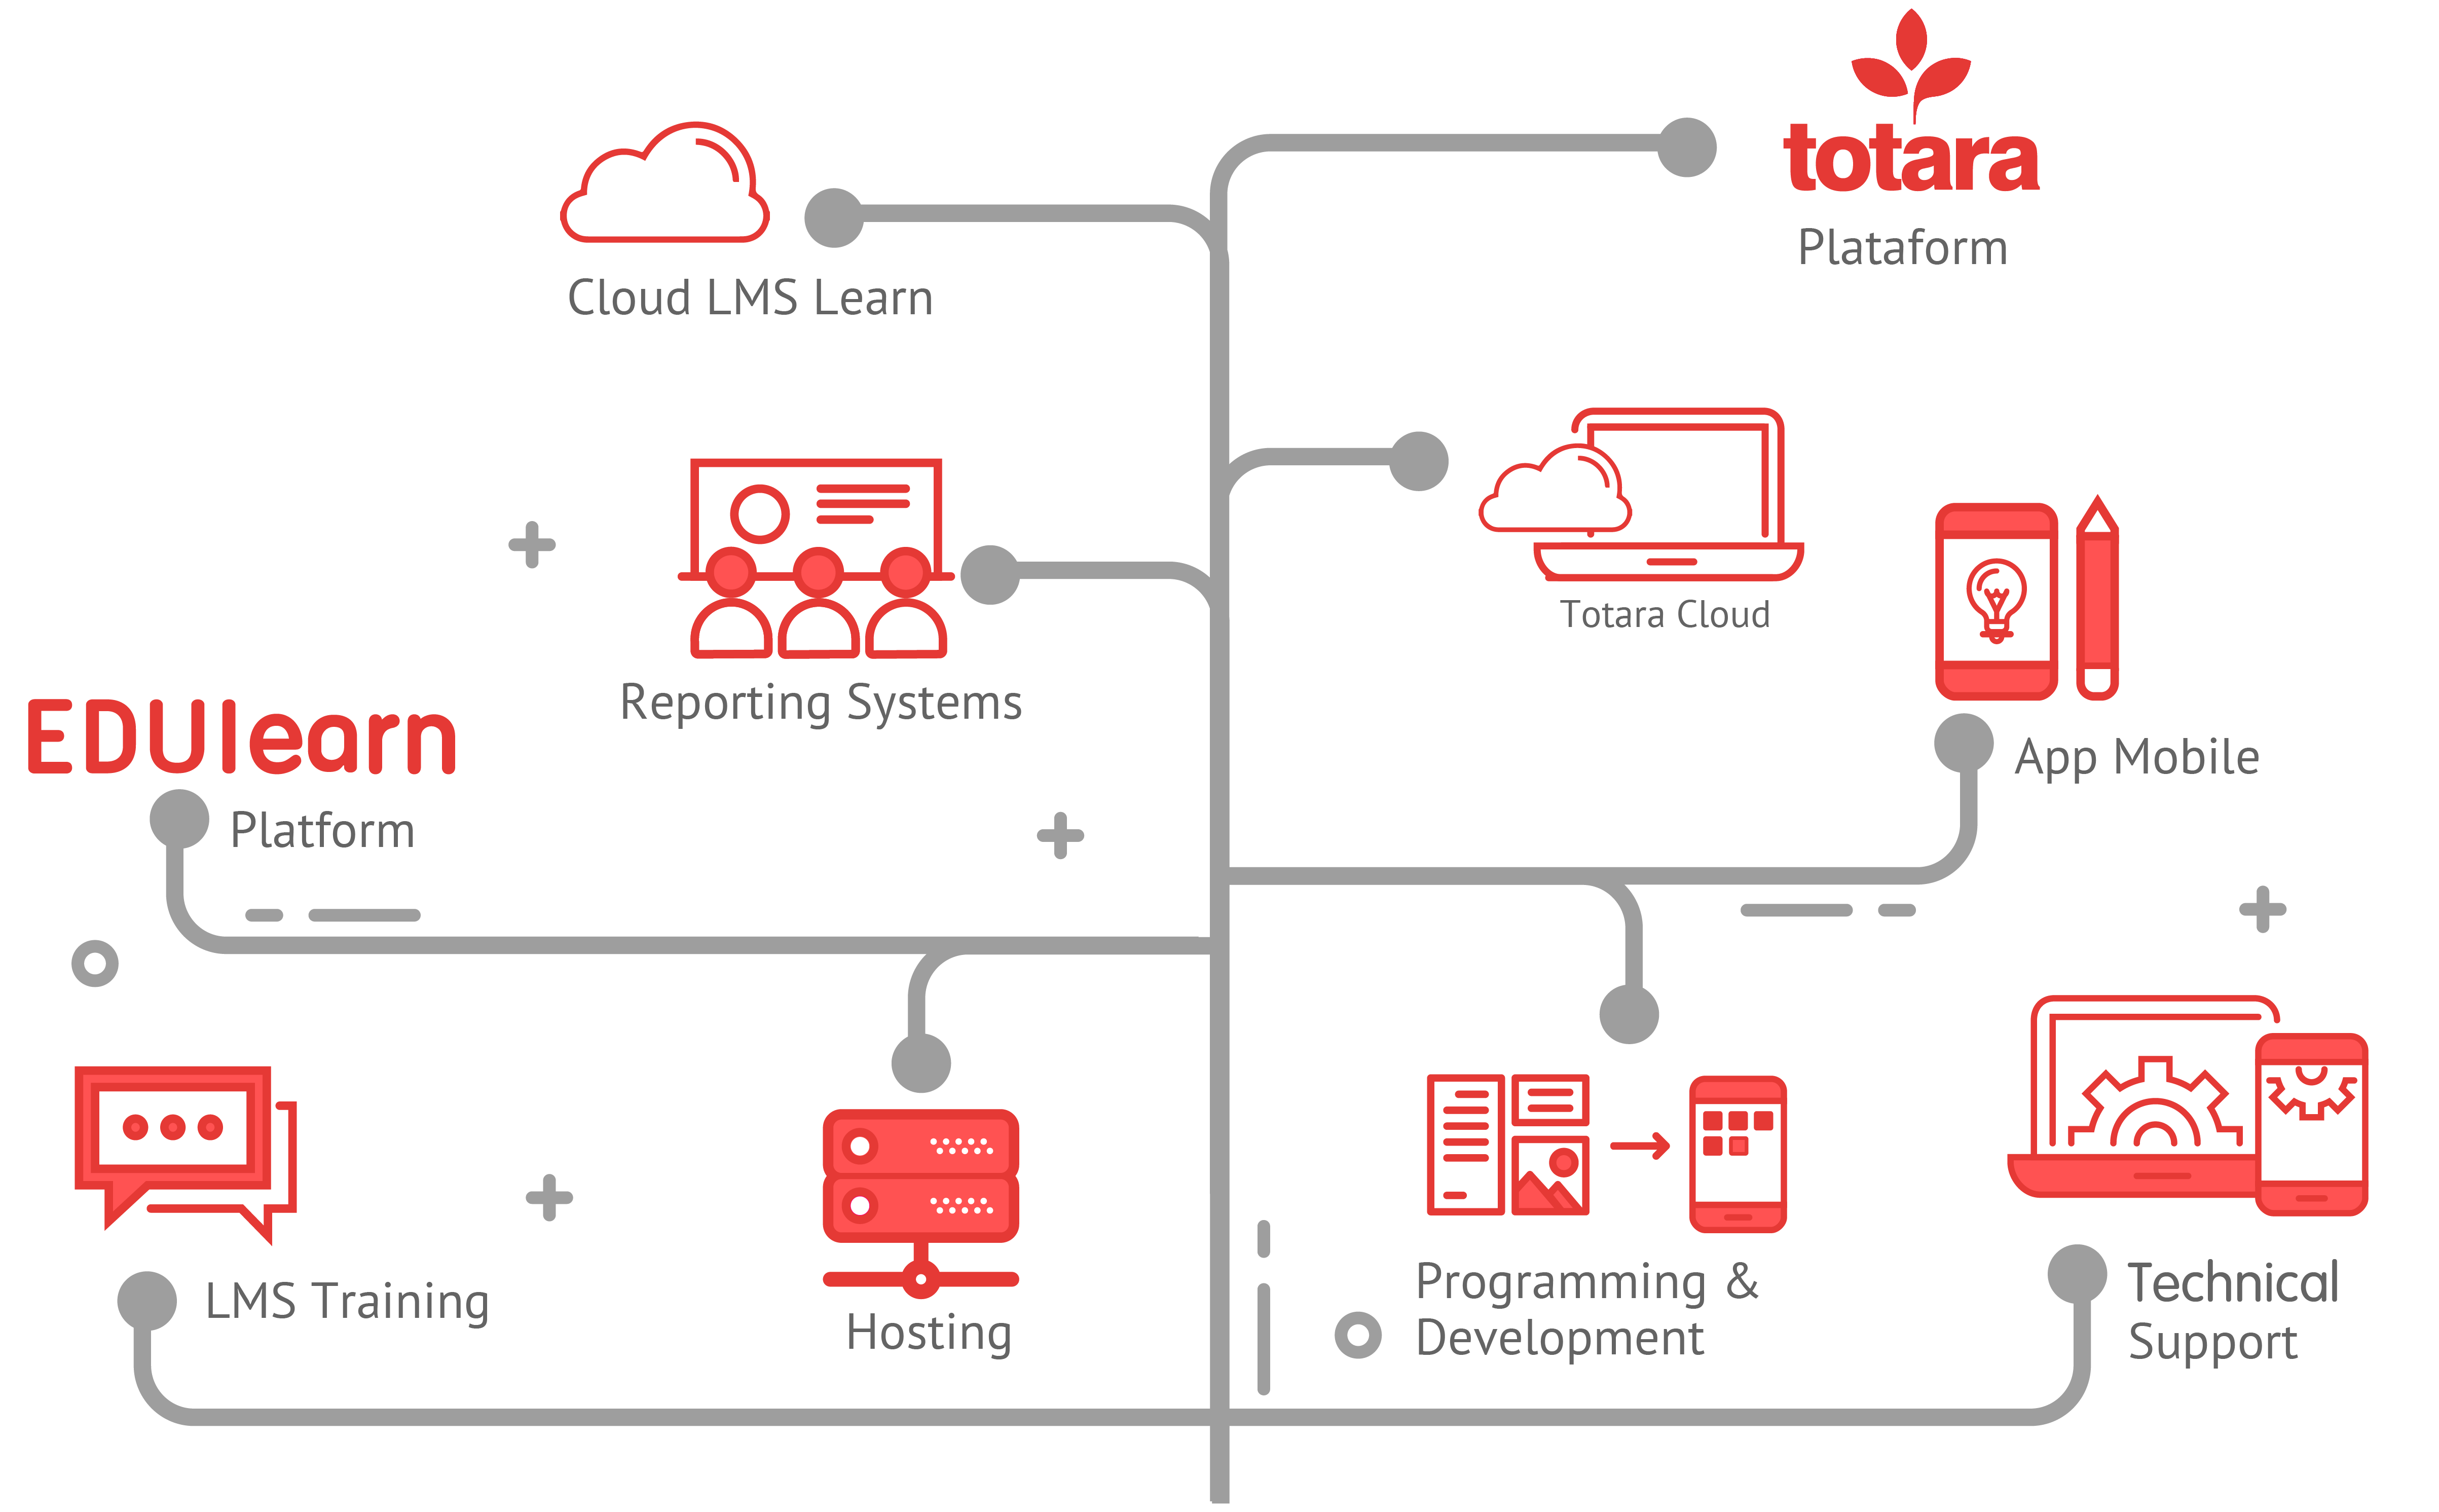 totara
Plataform
Cloud LMS Learn
Totara Cloud
Reporting Systems
App Mobile
EDUlearn
Platform
LMS Training
Hosting
Programming &
Development
Technical
Support